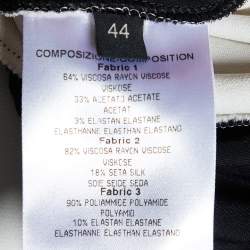 44
COMPOSIZIONE/COMPOSITION
Fabric 1
64% VISCOSA RAYON VISCOSE
VISKOSE
33% ACETATO ACETATE
ACETAT
3% ELASTAN ELASTANE
ELASTHANNE ELASTHAN ELASTANO
Fabric 2
82% VISCOSA RAYON VISCOSE
VISKOSE
18% SETA SILK
SOIE SEIDE SEDA
Fabric 3
90% POLIAMMIDE POLYAMIDE
POLYAMID
10% ELASTAN ELASTANE
ELASTHANNE ELASTHAN ELASTANO